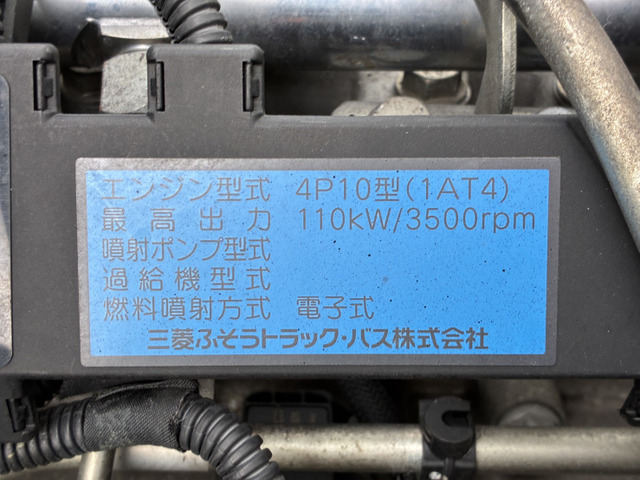 エンジン型式 4P10型(1AT4)
最高出力 110kW/3500rpm
噴射ポンプ型式
過給機型式
燃料噴射方式 電子式
三菱ふそうトラック・バス株式会社